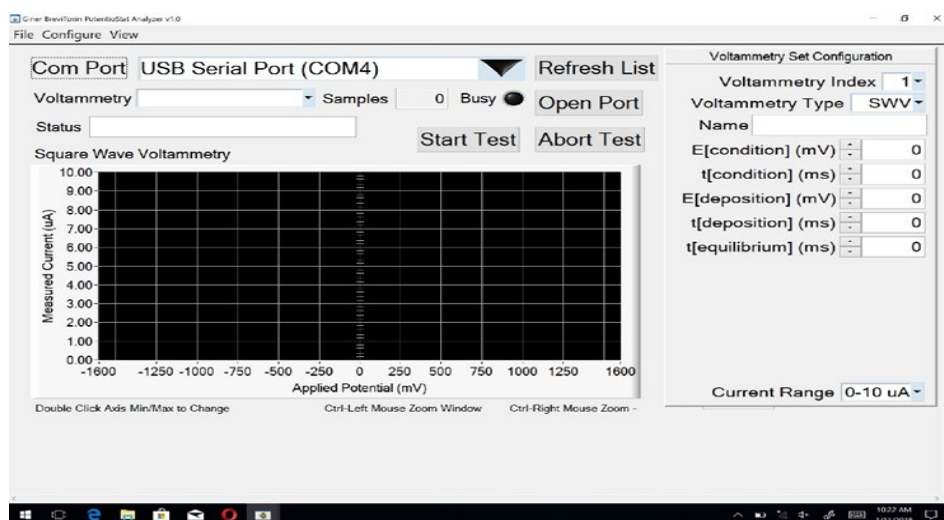 Giner BreviToxin PotentioStat Analyzer v1.0
File Configure View
Com Port USB Serial Port (COM4) Refresh List
Voltammetry Samples 0 Busy Open Port
Status
Start Test Abort Test
Square Wave Voltammetry
10.00
9.00
8.00
7.00
6.00
5.00
4.00
3.00
2.00
1.00
0.00
Measured Current (uA)
-1600 -1250 -1000 -750 -500 -250 0 250 500 750 1000 1250 1600
Applied Potential (mV)
Double Click Axis Min/Max to Change Ctrl-Left Mouse Zoom Window Ctrl-Right Mouse Zoom -
Voltammetry Set Configuration
Voltammetry Index 1
Voltammetry Type SWV
Name
E[condition] (mV) 0
t[condition] (ms) 0
E[deposition] (mV) 0
t[deposition] (ms) 0
t[equilibrium] (ms) 0
Current Range 0-10 uA
10:22 AM